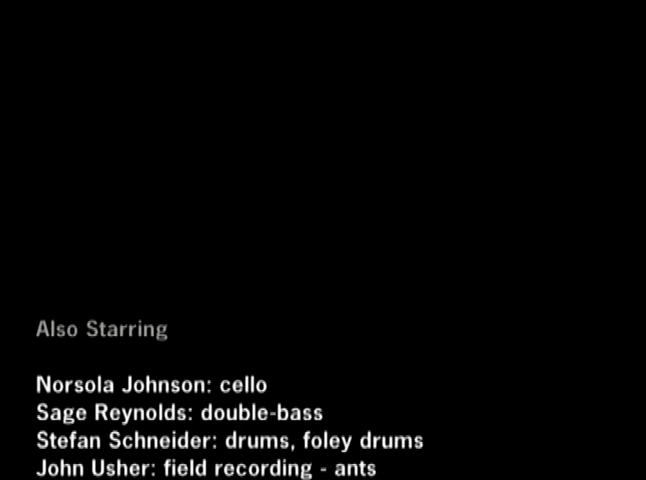 Also Starring
Norsola Johnson: cello
Sage Reynolds: double-bass
Stefan Schneider: drums, foley drums
John Usher: field recording - ants